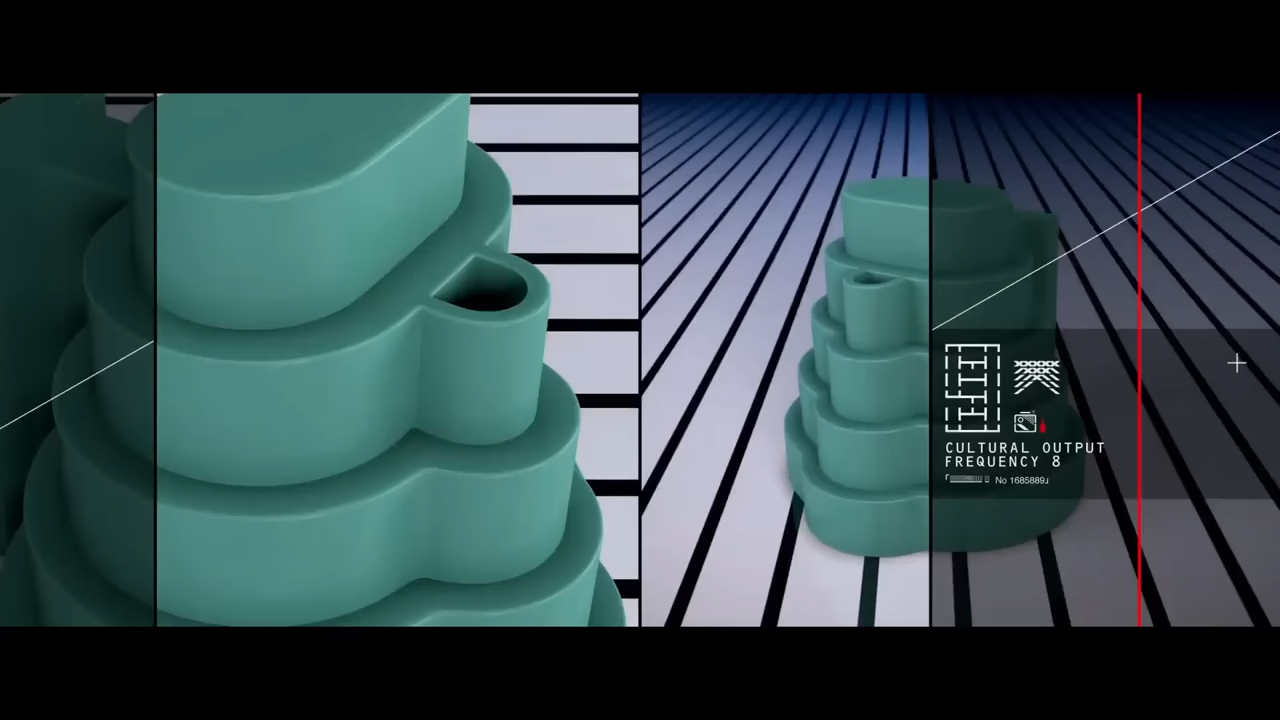 CULTURAL OUTPUT
FREQUENCY 8
「 No 1685889」